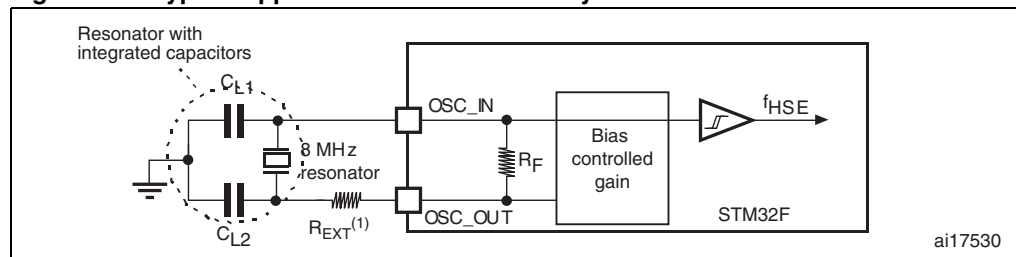 Resonator with
integrated capacitors
CL1
OSC_IN
fHSE
8 MHz
resonator
RF
Bias
controlled
gain
STM32F
REXT(1)
OSC_OUT
CL2
ai17530